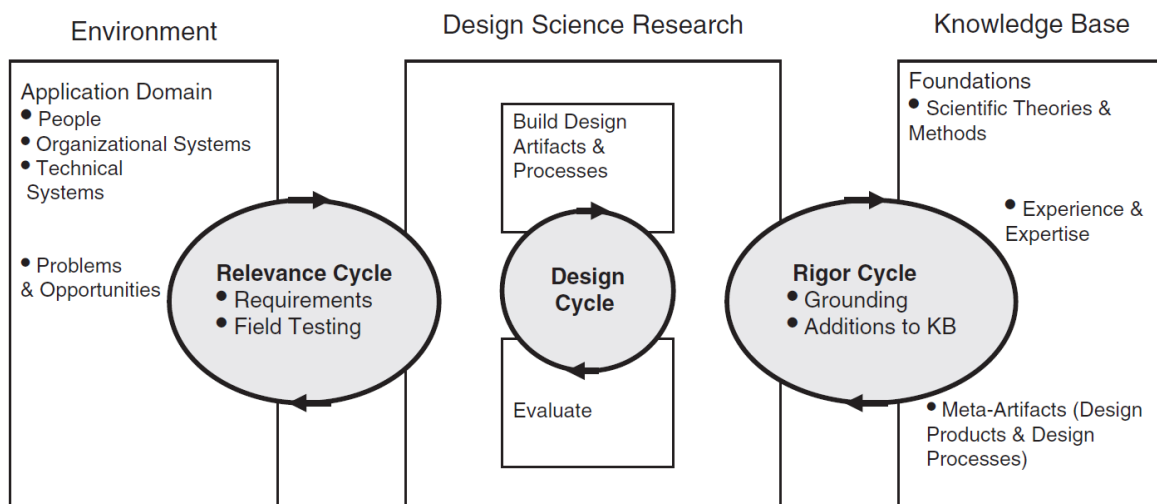 Environment
Design Science Research
Knowledge Base
Application Domain
● People
● Organizational Systems
● Technical
Systems
● Problems
& Opportunities
Relevance Cycle
● Requirements
● Field Testing
Build Design
Artifacts &
Processes
Design
Cycle
Evaluate
Rigor Cycle
● Grounding
● Additions to KB
Foundations
● Scientific Theories &
Methods
● Experience &
Expertise
● Meta-Artifacts (Design
Products & Design
Processes)